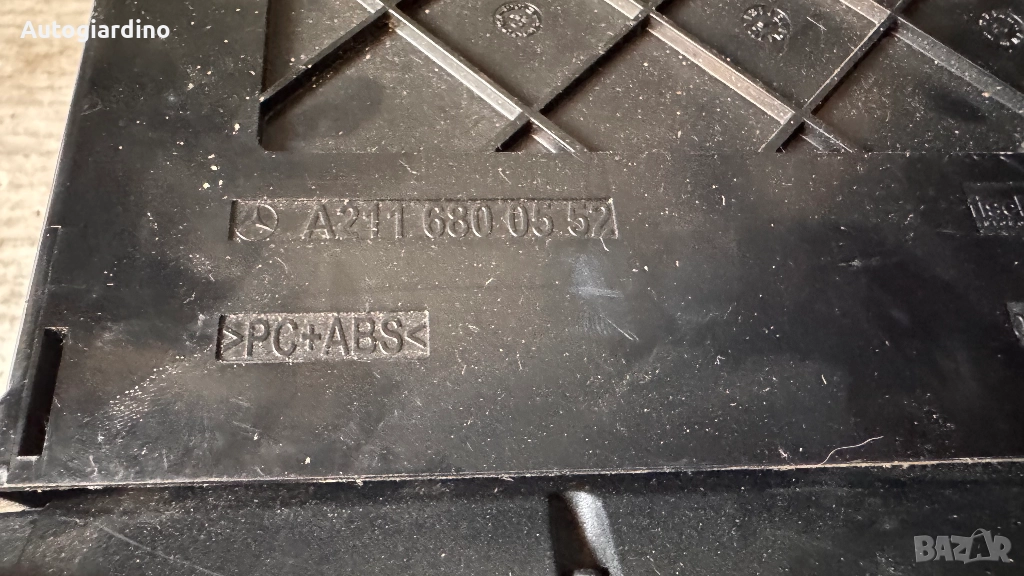 Autogiardino
A211 680 05 52
>PC+ABS<
BAZAR